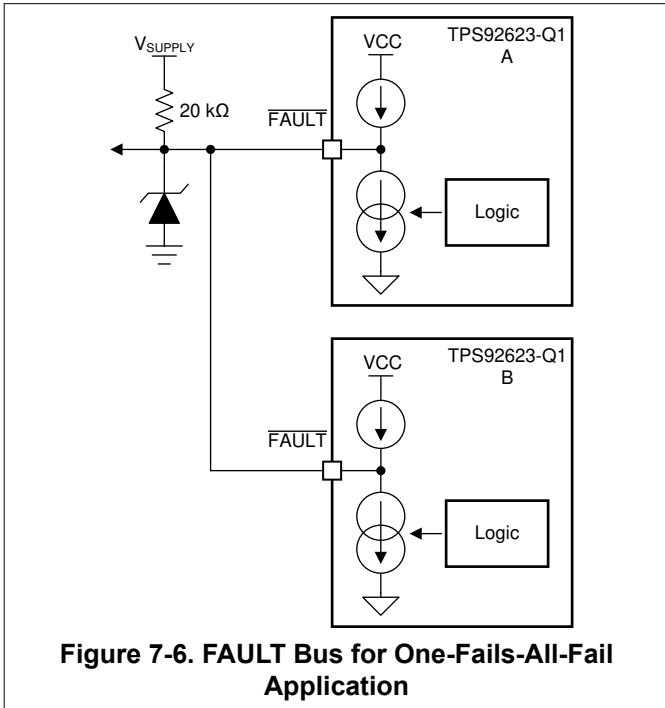 V_SUPPLY
20 kΩ
FAULT
VCC
TPS92623-Q1
A
Logic
FAULT
VCC
TPS92623-Q1
B
Logic
Figure 7-6. FAULT Bus for One-Fails-All-Fail
Application